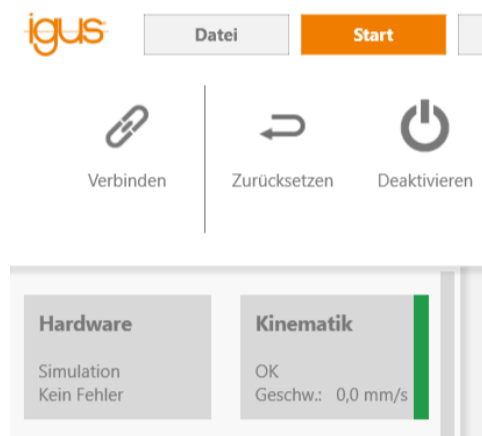 igus
Datei Start
Verbinden Zurücksetzen Deaktivieren
Hardware Kinematik
Simulation OK
Kein Fehler Geschw.: 0,0 mm/s